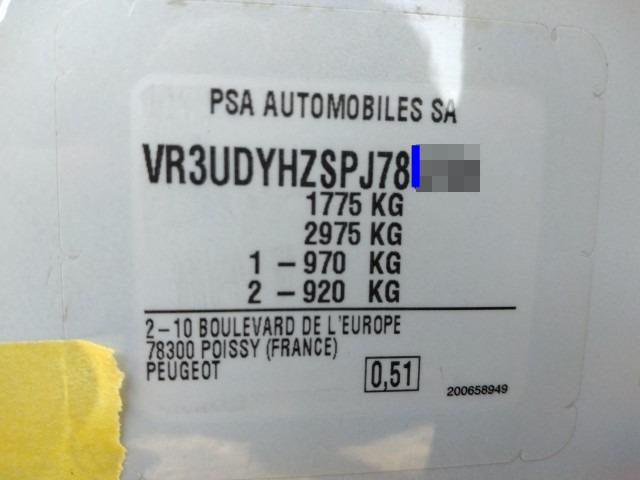 PSA AUTOMOBILES SA
VR3UDYHZSPJ78
1775 KG
2975 KG
1 - 970 KG
2 - 920 KG
2-10 BOULEVARD DE L'EUROPE
78300 POISSY (FRANCE)
PEUGEOT
0,51
200658949